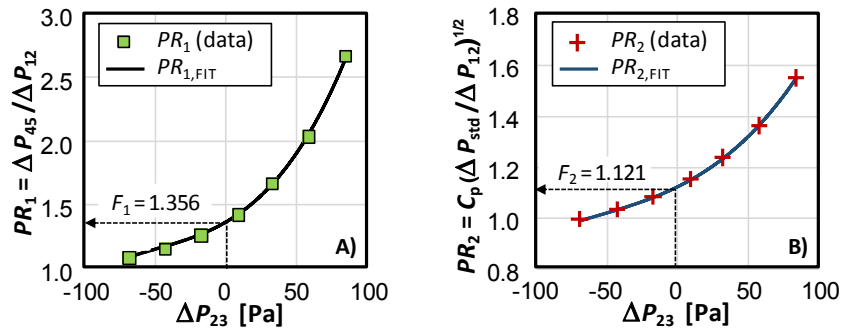 PR₁ = ΔP₄₅/ΔP₁₂
3.0
2.5
2.0
1.5
1.0
PR₁ (data)
PR₁,FIT
F₁ = 1.356
A)
-100 -50 0 50 100
ΔP₂₃ [Pa]
PR₂ = Cₚ(ΔPstd/ΔP₁₂)^1/2
1.8
1.6
1.4
1.2
1.0
0.8
PR₂ (data)
PR₂,FIT
F₂ = 1.121
B)
-100 -50 0 50 100
ΔP₂₃ [Pa]